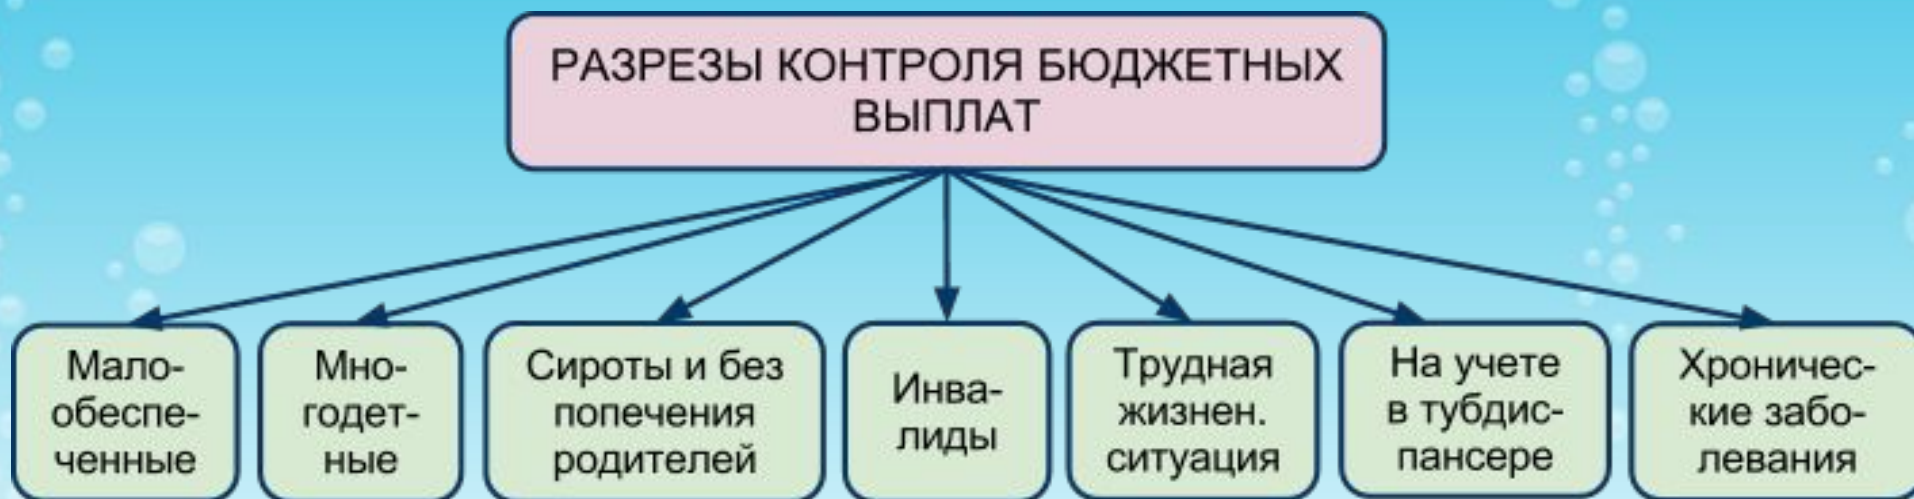 РАЗРЕЗЫ КОНТРОЛЯ БЮДЖЕТНЫХ
ВЫПЛАТ
Мало-
обеспе-
ченные
Мно-
годет-
ные
Сироты и без
попечения
родителей
Инва-
лиды
Трудная
жизнен.
ситуация
На учете
в тубдис-
пансере
Хроничес-
кие забо-
левания